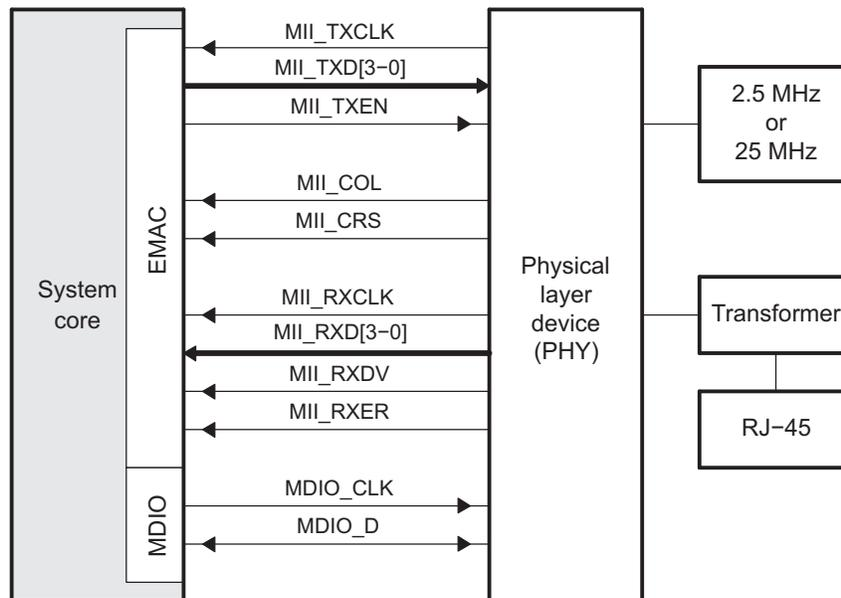 MII_TXCLK
MII_TXD[3−0]
MII_TXEN
MII_COL
MII_CRS
MII_RXCLK
MII_RXD[3−0]
MII_RXDV
MII_RXER
MDIO_CLK
MDIO_D
System
core
EMAC
MDIO
Physical
layer
device
(PHY)
2.5 MHz
or
25 MHz
Transformer
RJ−45